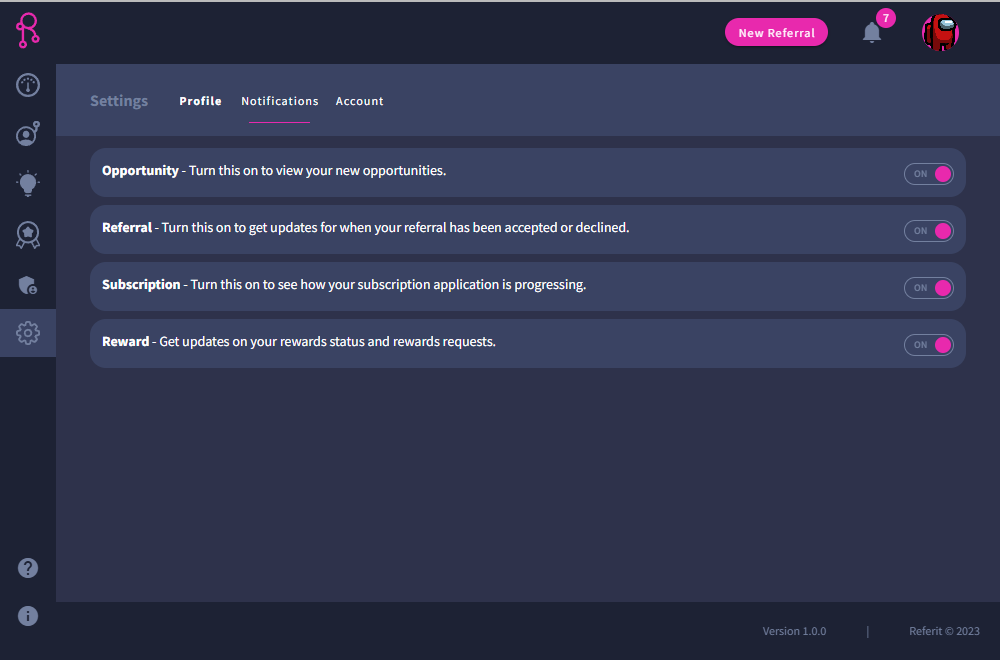 New Referral
7
Settings Profile Notifications Account
Opportunity - Turn this on to view your new opportunities.
ON
Referral - Turn this on to get updates for when your referral has been accepted or declined.
ON
Subscription - Turn this on to see how your subscription application is progressing.
ON
Reward - Get updates on your rewards status and rewards requests.
ON
Version 1.0.0 | Referit © 2023